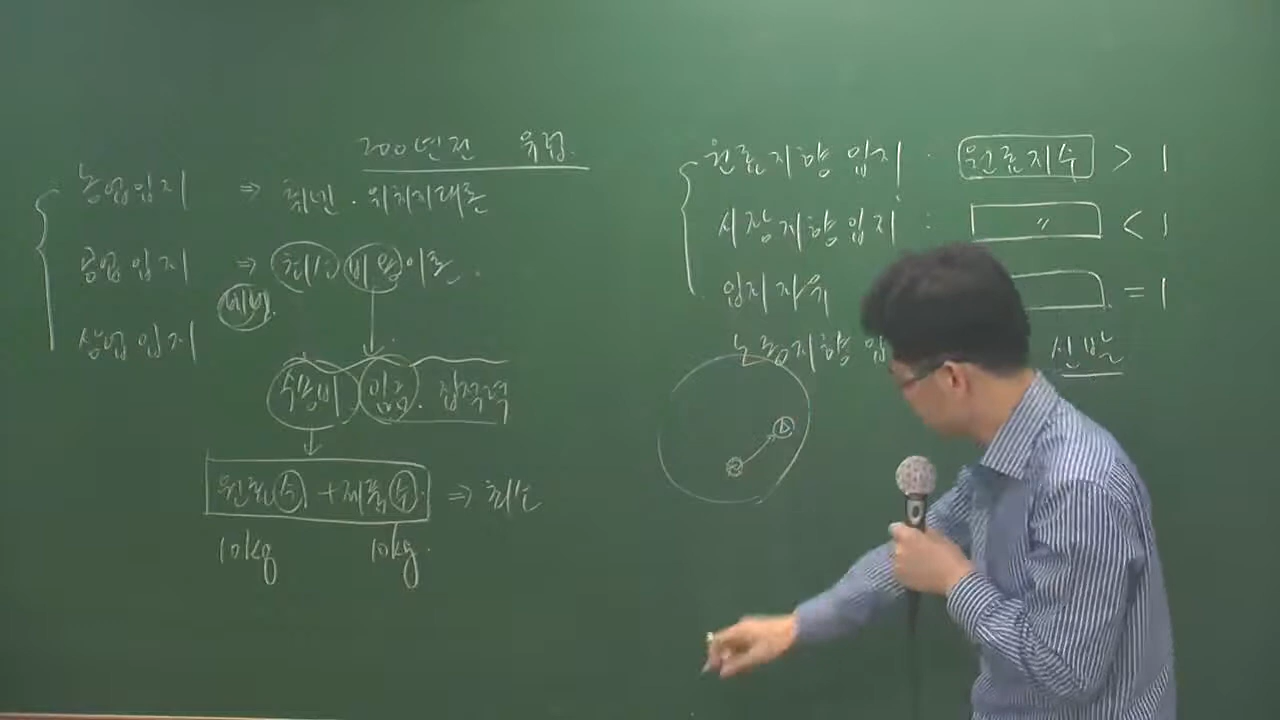 200년전 유럽.
농업입지 ⇒ 튀넨. 위치지대론
공업입지 ⇒ 최소 비용이론.
베버.
상업입지
수송비 임금. 집적력
원료수 + 제품수. ⇒ 최소
10kg 10kg.
원료지향 입지. 원료지수 > 1
시장지향 입지 : 〃 < 1
입지자유 = 1
노동지향 입 신발